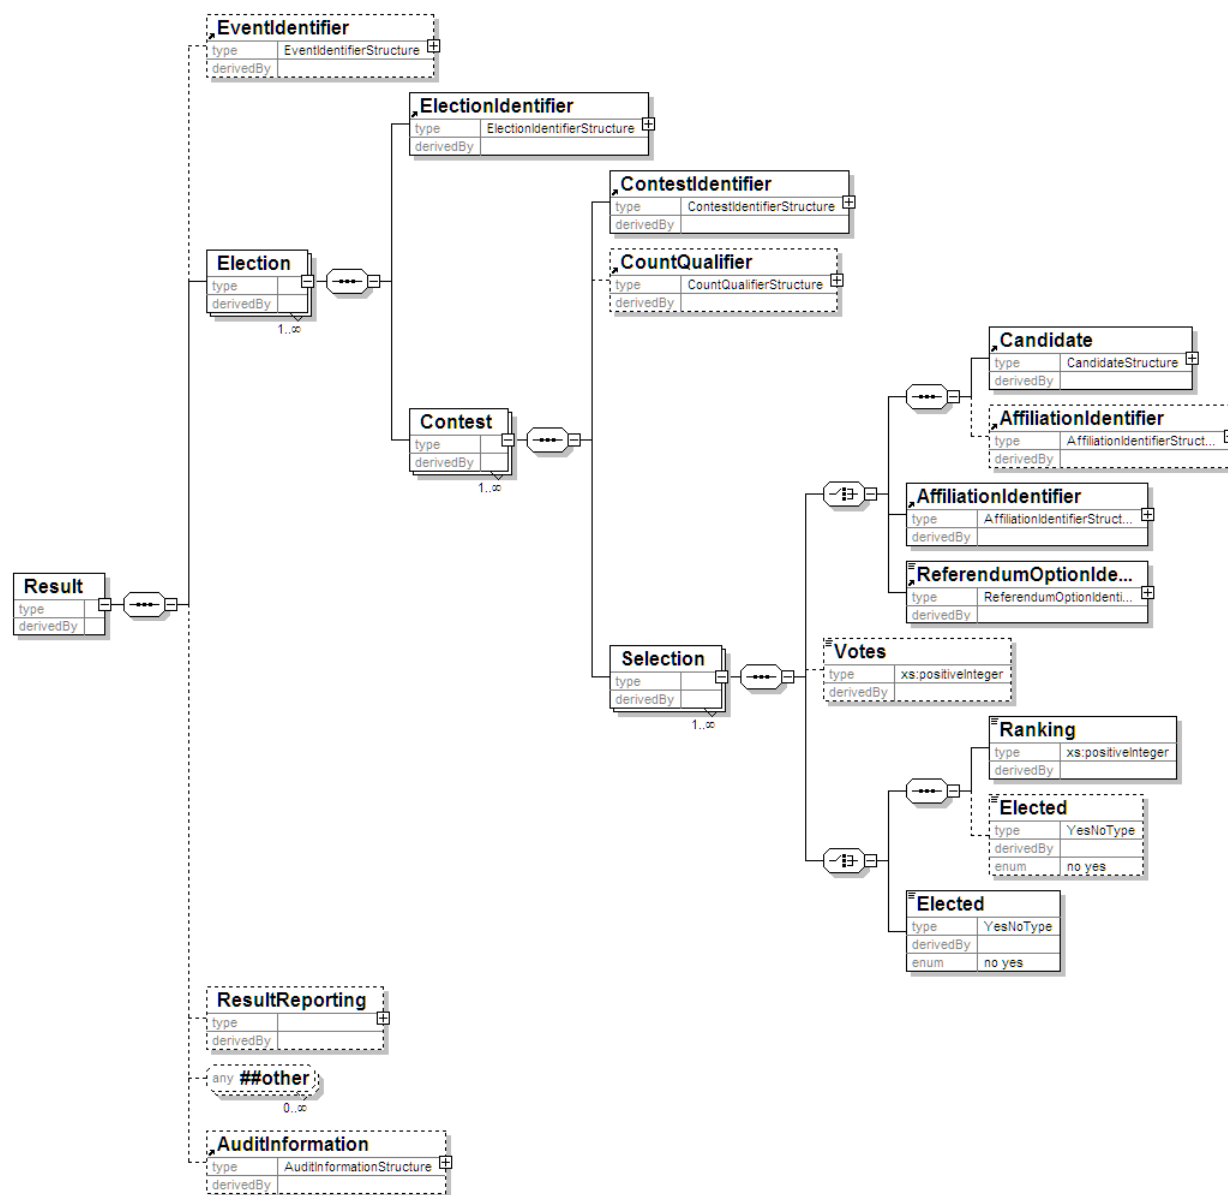 EventIdentifier
type EventIdentifierStructure
derivedBy
ElectionIdentifier
type ElectionIdentifierStructure
derivedBy
ContestIdentifier
type ContestIdentifierStructure
derivedBy
Election
type
derivedBy
1..∞
CountQualifier
type CountQualifierStructure
derivedBy
Candidate
type CandidateStructure
derivedBy
Contest
type
derivedBy
1..∞
AffiliationIdentifier
type AffiliationIdentifierStruct...
derivedBy
AffiliationIdentifier
type AffiliationIdentifierStruct...
derivedBy
Result
type
derivedBy
ReferendumOptionIde...
type ReferendumOptionIdenti...
derivedBy
Selection
type
derivedBy
1..∞
Votes
type xs:positiveInteger
derivedBy
Ranking
type xs:positiveInteger
derivedBy
Elected
type YesNoType
derivedBy
enum no yes
Elected
type YesNoType
derivedBy
enum no yes
ResultReporting
type
derivedBy
any ##other
0..∞
AuditInformation
type AuditInformationStructure
derivedBy